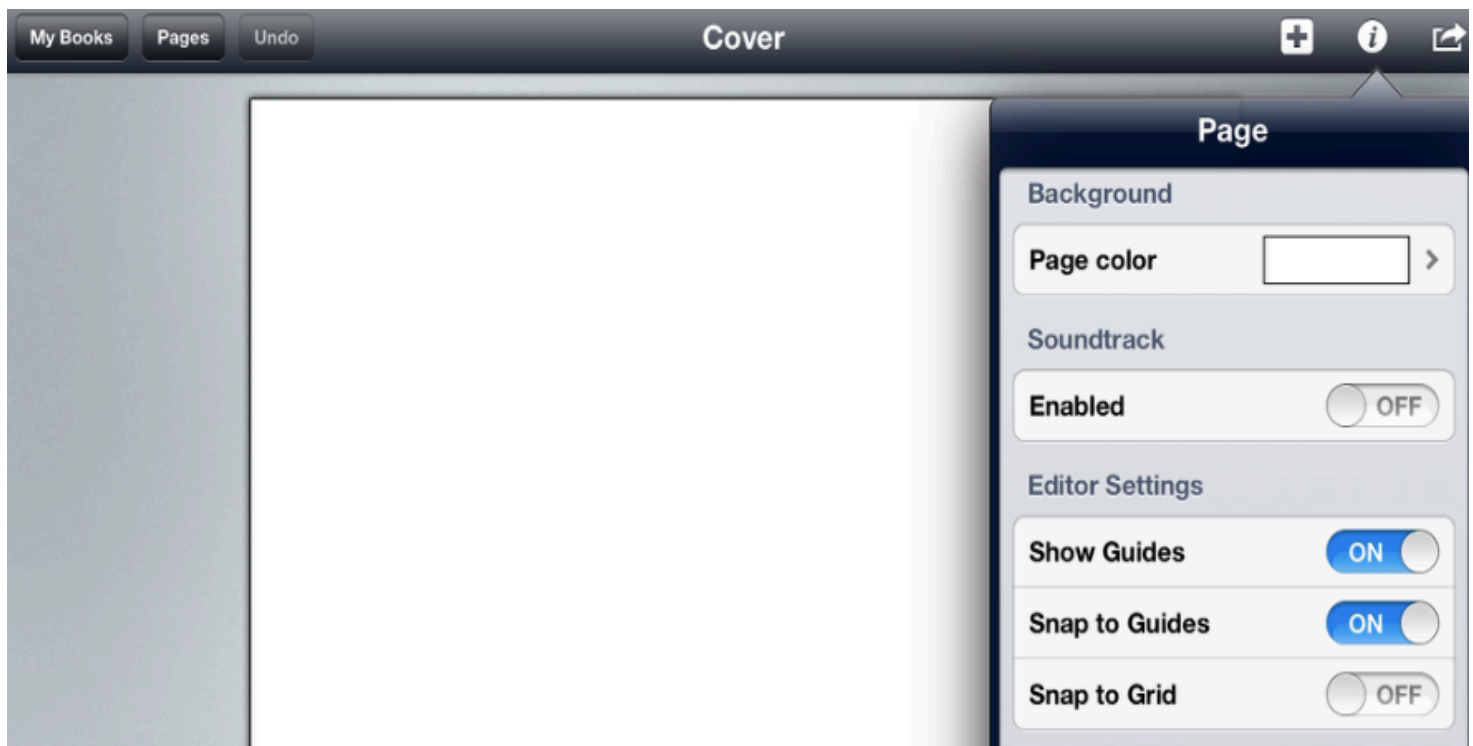 My Books Pages Undo Cover
Page
Background
Page color
Soundtrack
Enabled OFF
Editor Settings
Show Guides ON
Snap to Guides ON
Snap to Grid OFF